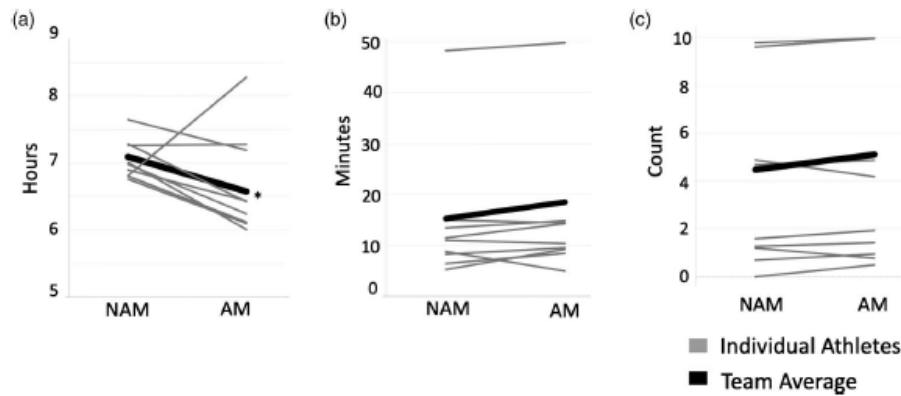 (a)
9
8
7
6
5
Hours
*
NAM AM
(b)
50
40
30
20
10
0
Minutes
NAM AM
(c)
10
8
6
4
2
0
Count
NAM AM
Individual Athletes
Team Average